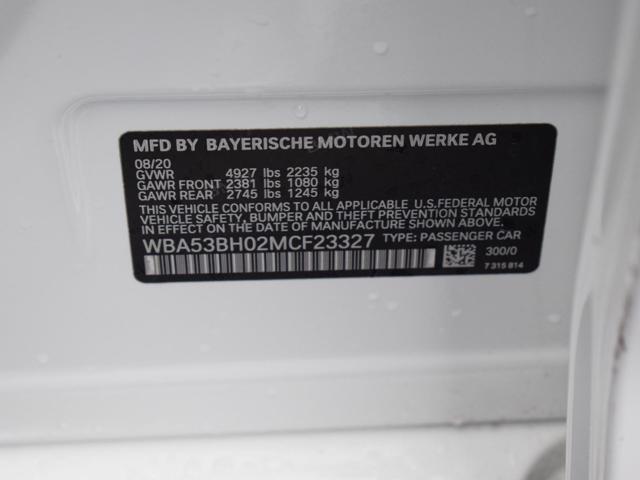 MFD BY BAYERISCHE MOTOREN WERKE AG
08/20
GVWR 4927 lbs 2235 kg
GAWR FRONT 2381 lbs 1080 kg
GAWR REAR 2745 lbs 1245 kg
THIS VEHICLE CONFORMS TO ALL APPLICABLE U.S.FEDERAL MOTOR
VEHICLE SAFETY, BUMPER AND THEFT PREVENTION STANDARDS
IN EFFECT ON THE DATE OF MANUFACTURE SHOWN ABOVE.
WBA53BH02MCF23327 TYPE: PASSENGER CAR
300/0
7 315 814